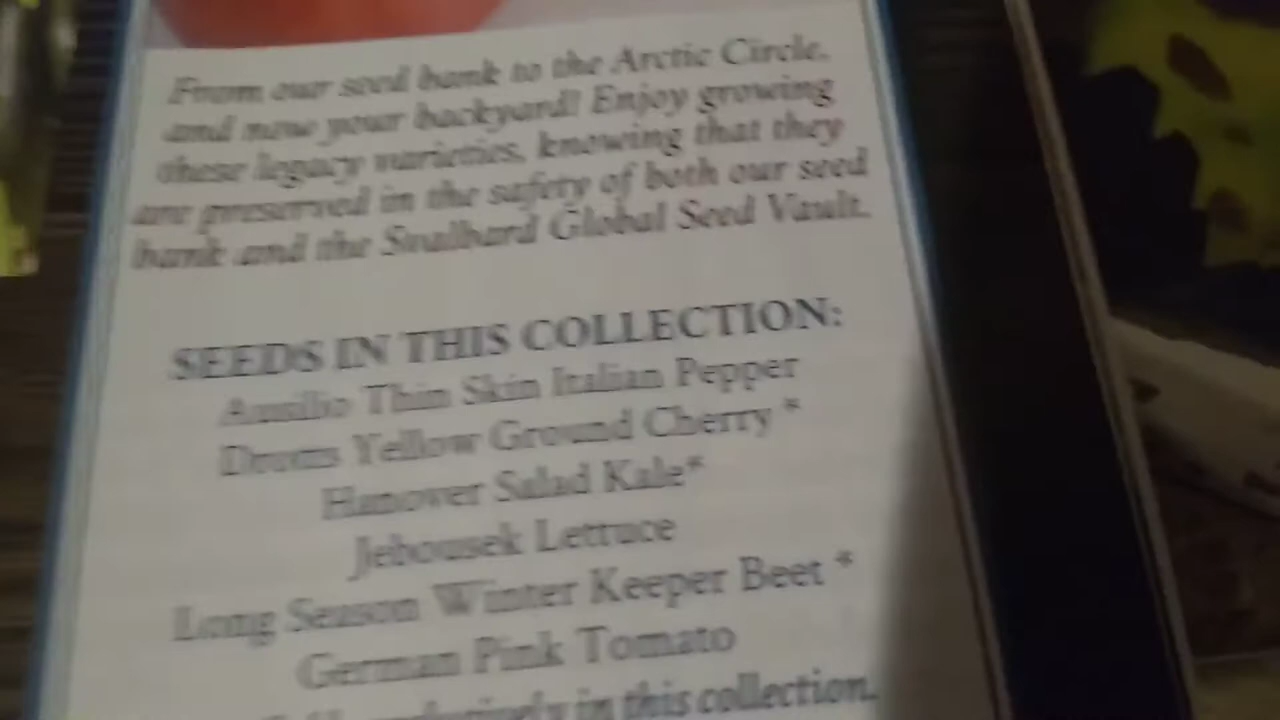 From our seed bank to the Arctic Circle,
and now your backyard! Enjoy growing
these legacy varieties, knowing that they
are preserved in the safety of both our seed
bank and the Svalbard Global Seed Vault.
SEEDS IN THIS COLLECTION:
Ausilio Thin Skin Italian Pepper
Drotts Yellow Ground Cherry *
Hanover Salad Kale*
Jebousek Lettuce
Long Season Winter Keeper Beet *
German Pink Tomato
exclusively in this collection.